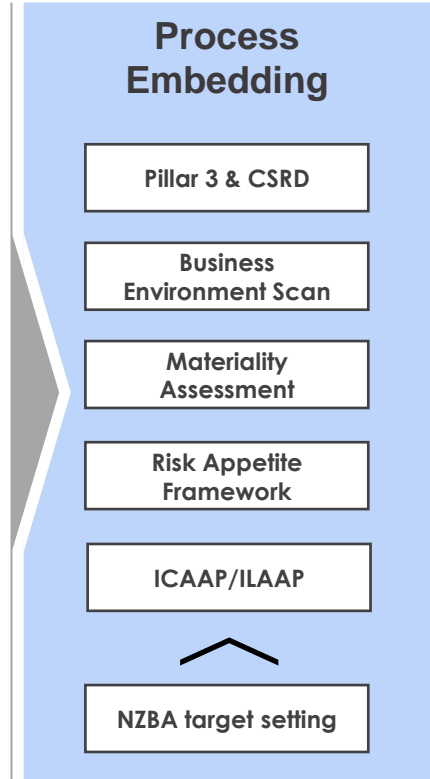 Process
Embedding
Pillar 3 & CSRD
Business
Environment Scan
Materiality
Assessment
Risk Appetite
Framework
ICAAP/ILAAP
NZBA target setting